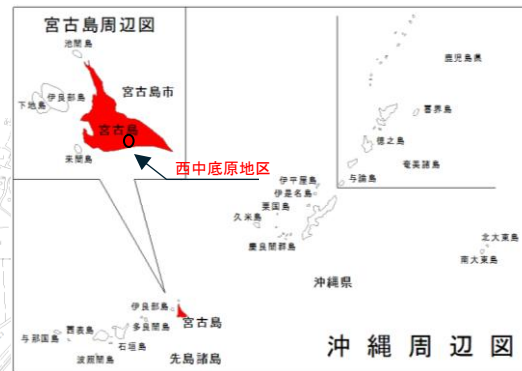 宮古島周辺図
池間島
宮古島市
伊良部島
下地島
宮古島
来間島
西中底原地区
鹿児島県
喜界島
徳之島
奄美諸島
与論島
伊平屋島
伊是名島
粟国島
久米島
慶良間群島
北大東島
南大東島
沖縄県
伊良部島
宮古島
多良間島
西表島
与那国島
石垣島
波照間島
先島諸島
沖縄周辺図